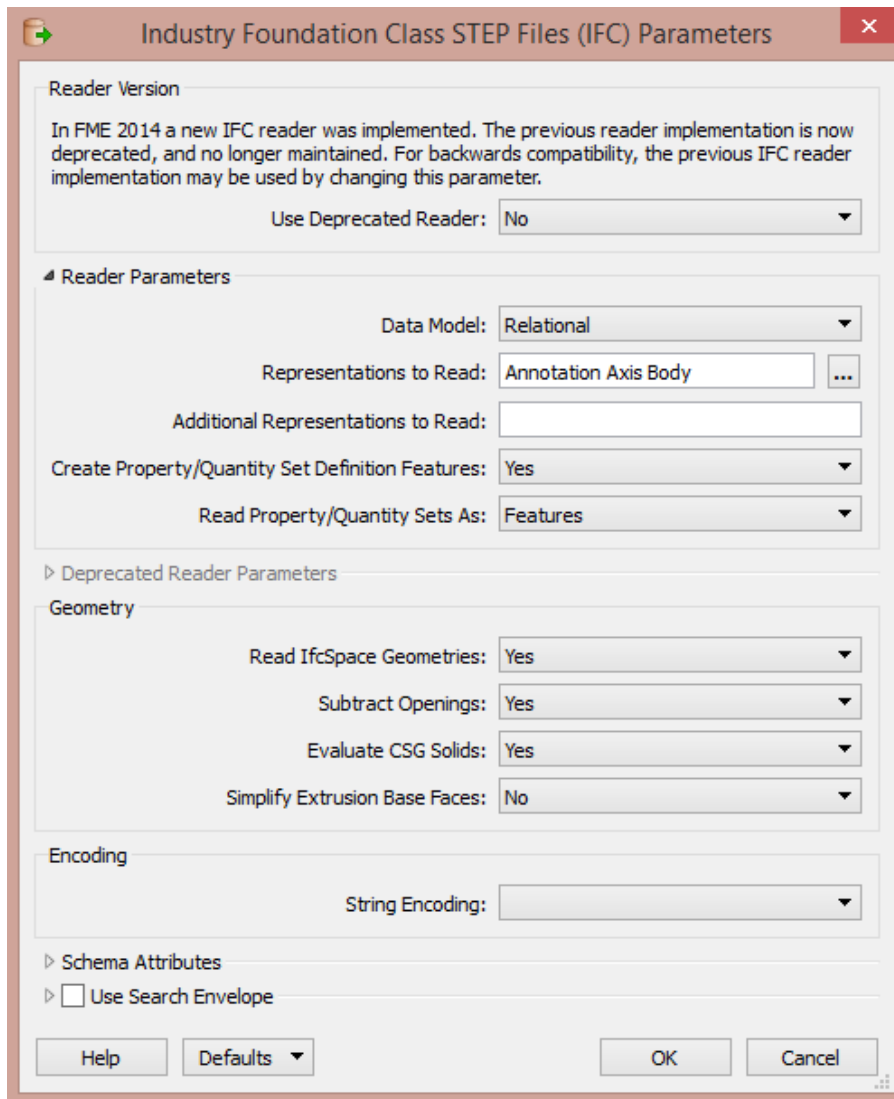 Industry Foundation Class STEP Files (IFC) Parameters
Reader Version
In FME 2014 a new IFC reader was implemented. The previous reader implementation is now
deprecated, and no longer maintained. For backwards compatibility, the previous IFC reader
implementation may be used by changing this parameter.
Use Deprecated Reader: No
Reader Parameters
Data Model: Relational
Representations to Read: Annotation Axis Body ...
Additional Representations to Read:
Create Property/Quantity Set Definition Features: Yes
Read Property/Quantity Sets As: Features
Deprecated Reader Parameters
Geometry
Read IfcSpace Geometries: Yes
Subtract Openings: Yes
Evaluate CSG Solids: Yes
Simplify Extrusion Base Faces: No
Encoding
String Encoding:
Schema Attributes
Use Search Envelope
Help Defaults OK Cancel